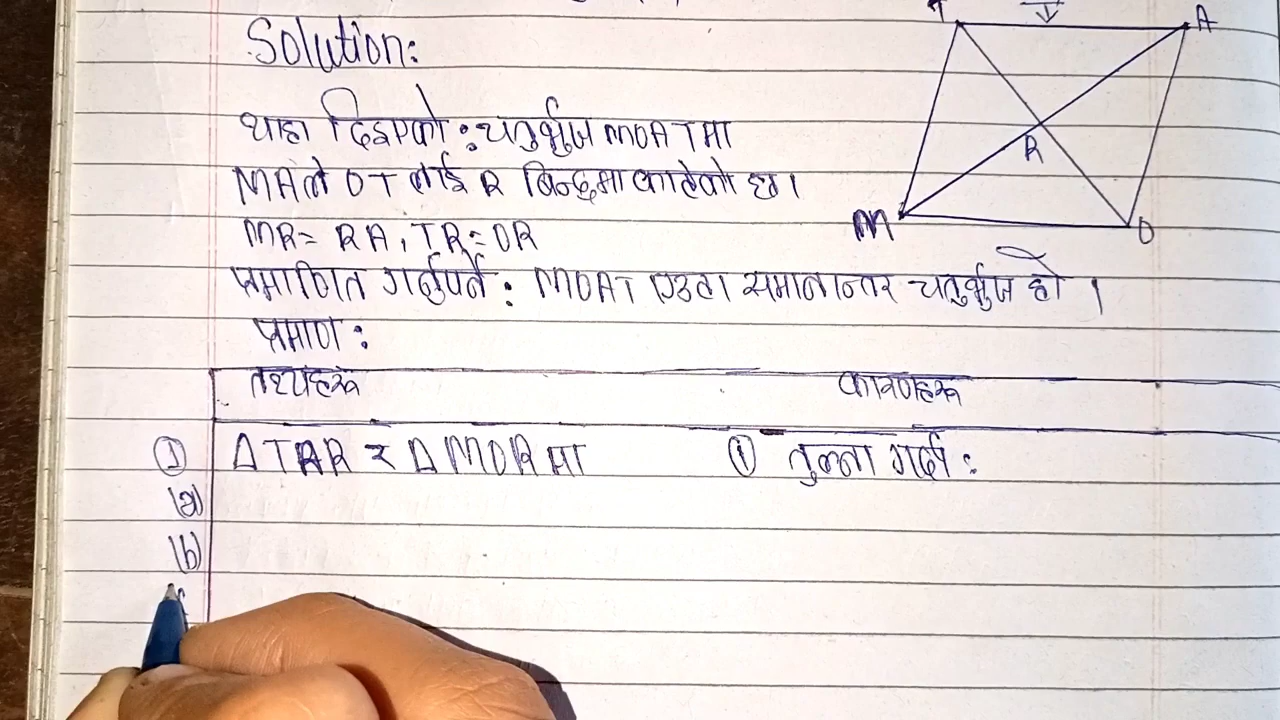 Solution:
थाहा दिइएको : चतुर्भुज MOAT मा
MA ले OT लाई R बिन्दुमा काटेको छ।
MR = RA, TR = OR
प्रमाणित गर्नुपर्ने : MOAT एउटा समानान्तर चतुर्भुज हो ।
प्रमाण :
तथ्यहरू कारणहरू
① Δ TAR र Δ MOR मा ① तुलना गर्दा :
(a)
(b)
A
R
M
O